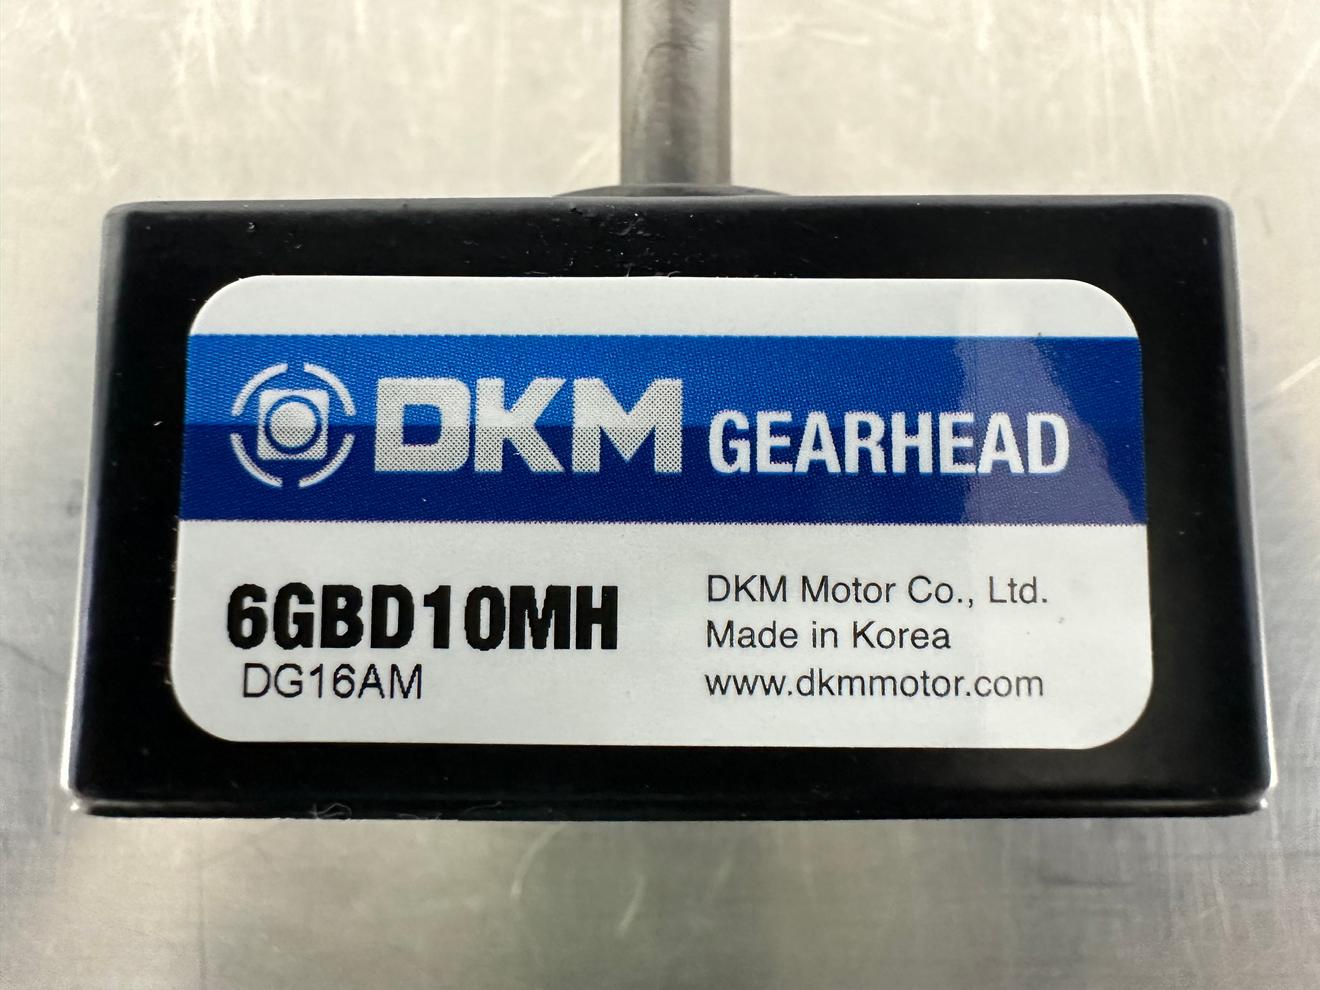 DKM GEARHEAD
6GBD10MH
DG16AM
DKM Motor Co., Ltd.
Made in Korea
www.dkmmotor.com